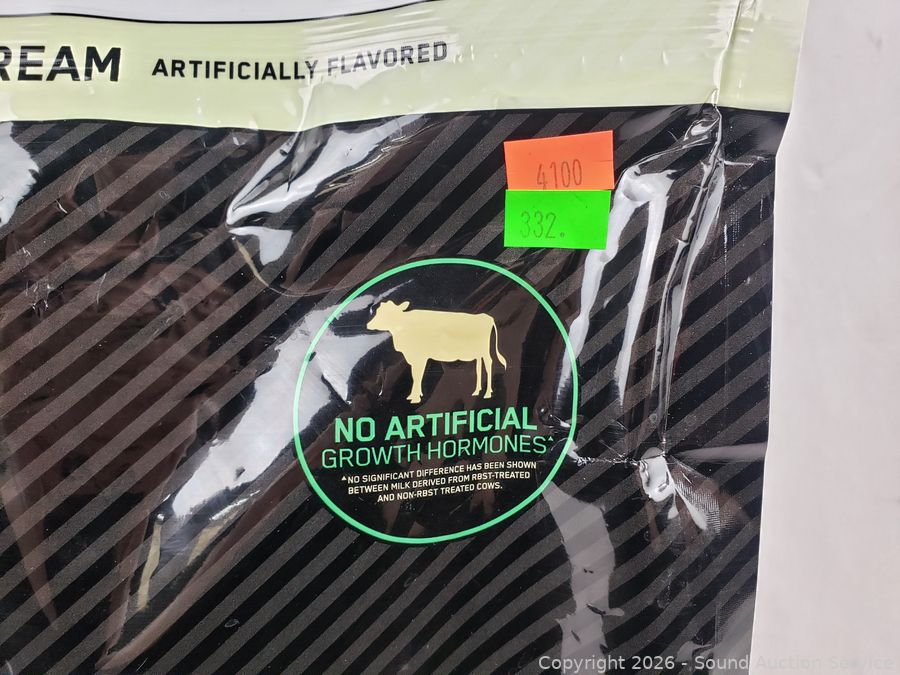 REAM ARTIFICIALLY FLAVORED
4100
332.
NO ARTIFICIAL
GROWTH HORMONES▲
▲NO SIGNIFICANT DIFFERENCE HAS BEEN SHOWN
BETWEEN MILK DERIVED FROM RBST-TREATED
AND NON-RBST TREATED COWS.
Copyright 2026 - Sound Auction Service